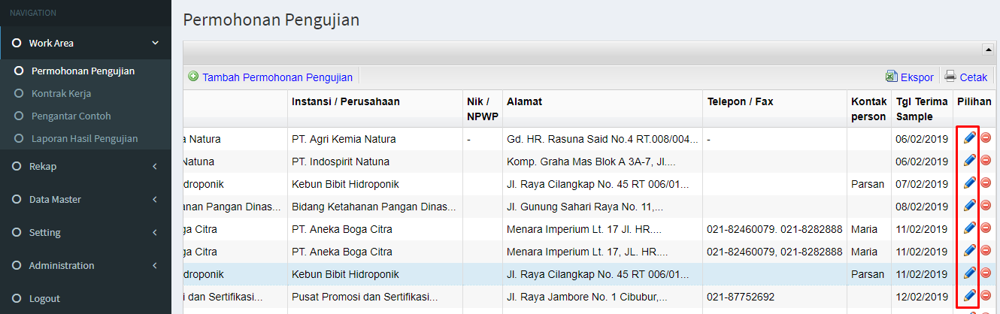 NAVIGATION
Work Area
Permohonan Pengujian
Kontrak Kerja
Pengantar Contoh
Laporan Hasil Pengujian
Rekap
Data Master
Setting
Administration
Logout
Permohonan Pengujian
Tambah Permohonan Pengujian Ekspor Cetak
Instansi / Perusahaan Nik / Alamat Telepon / Fax Kontak Tgl Terima Pilihan
NPWP person Sample
a Natura PT. Agri Kemia Natura - Gd. HR. Rasuna Said No.4 RT.008/004... - 06/02/2019
Natuna PT. Indospirit Natuna Komp. Graha Mas Blok A 3A-7, Jl.... 06/02/2019
droponik Kebun Bibit Hidroponik Jl. Raya Cilangkap No. 45 RT 006/01... Parsan 07/02/2019
anan Pangan Dinas... Bidang Ketahanan Pangan Dinas... Jl. Gunung Sahari Raya No. 11,... 08/02/2019
ga Citra PT. Aneka Boga Citra Menara Imperium Lt. 17 Jl. HR.... 021-82460079. 021-8282888 Maria 11/02/2019
ga Citra PT. Aneka Boga Citra Menara Imperium Lt. 17, JL. HR.... 021-82460079, 021-8282888 Maria 11/02/2019
droponik Kebun Bibit Hidroponik Jl. Raya Cilangkap No. 45 RT 006/01... Parsan 11/02/2019
i dan Sertifikasi... Pusat Promosi dan Sertifikasi... Jl. Raya Jambore No. 1 Cibubur,... 021-87752692 12/02/2019